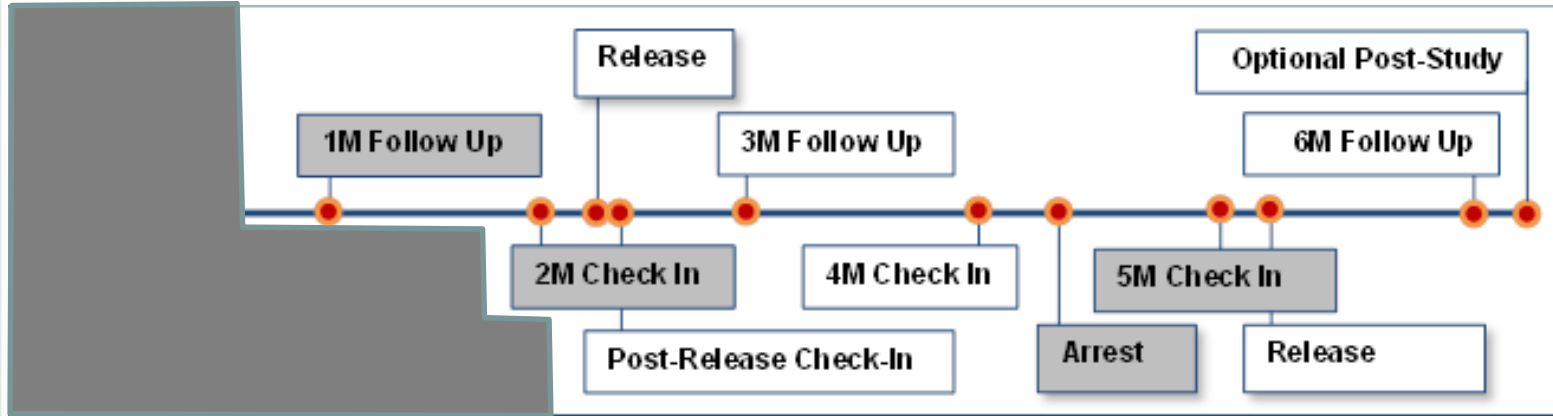 Release
Optional Post-Study
1M Follow Up
3M Follow Up
6M Follow Up
2M Check In
4M Check In
5M Check In
Post-Release Check-In
Arrest
Release